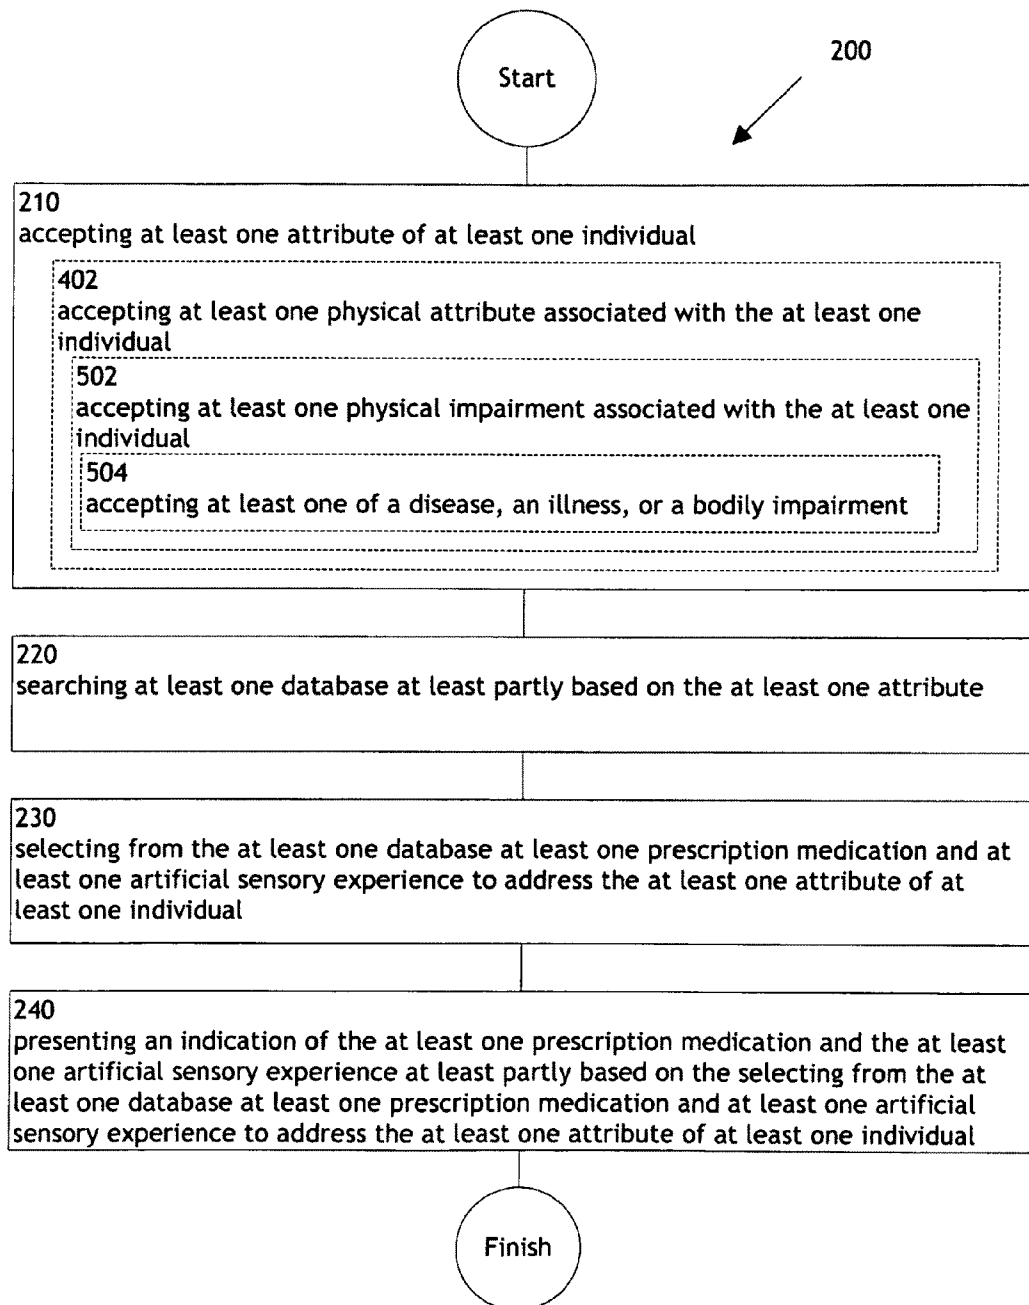 Start
200
210
accepting at least one attribute of at least one individual
402
accepting at least one physical attribute associated with the at least one
individual
502
accepting at least one physical impairment associated with the at least one
individual
504
accepting at least one of a disease, an illness, or a bodily impairment
220
searching at least one database at least partly based on the at least one attribute
230
selecting from the at least one database at least one prescription medication and at
least one artificial sensory experience to address the at least one attribute of at
least one individual
240
presenting an indication of the at least one prescription medication and the at least
one artificial sensory experience at least partly based on the selecting from the at
least one database at least one prescription medication and at least one artificial
sensory experience to address the at least one attribute of at least one individual
Finish